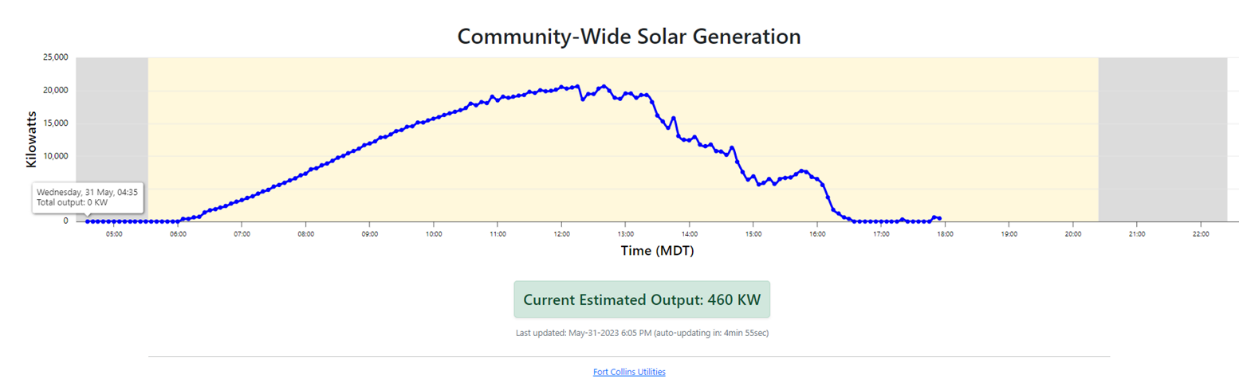 Community-Wide Solar Generation
25,000
20,000
15,000
10,000
0
Kilowatts
Wednesday, 31 May, 04:35
Total output: 0 KW
05:00 06:00 07:00 08:00 09:00 10:00 11:00 12:00 13:00 14:00 15:00 16:00 17:00 18:00 19:00 20:00 21:00 22:00
Time (MDT)
Current Estimated Output: 460 KW
Last updated: May-31-2023 6:05 PM (auto-updating in: 4min 55sec)
Fort Collins Utilities